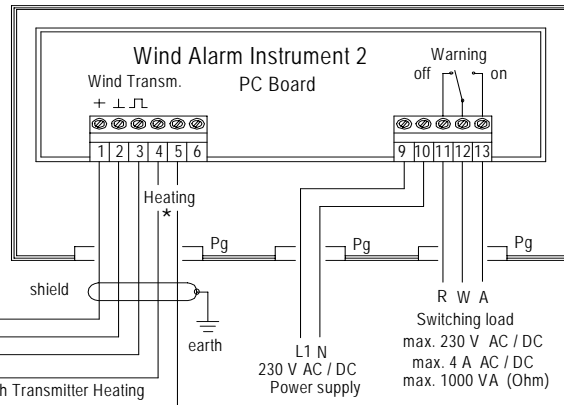 Wind Alarm Instrument 2
PC Board
Warning
off on
Wind Transm.
+ ⊥ ⎍
1 2 3 4 5 6
9 10 11 12 13
Heating
*
Pg Pg Pg
shield
earth
L1 N
230 V AC / DC
Power supply
R W A
Switching load
max. 230 V AC / DC
max. 4 A AC / DC
max. 1000 VA (Ohm)
h Transmitter Heating